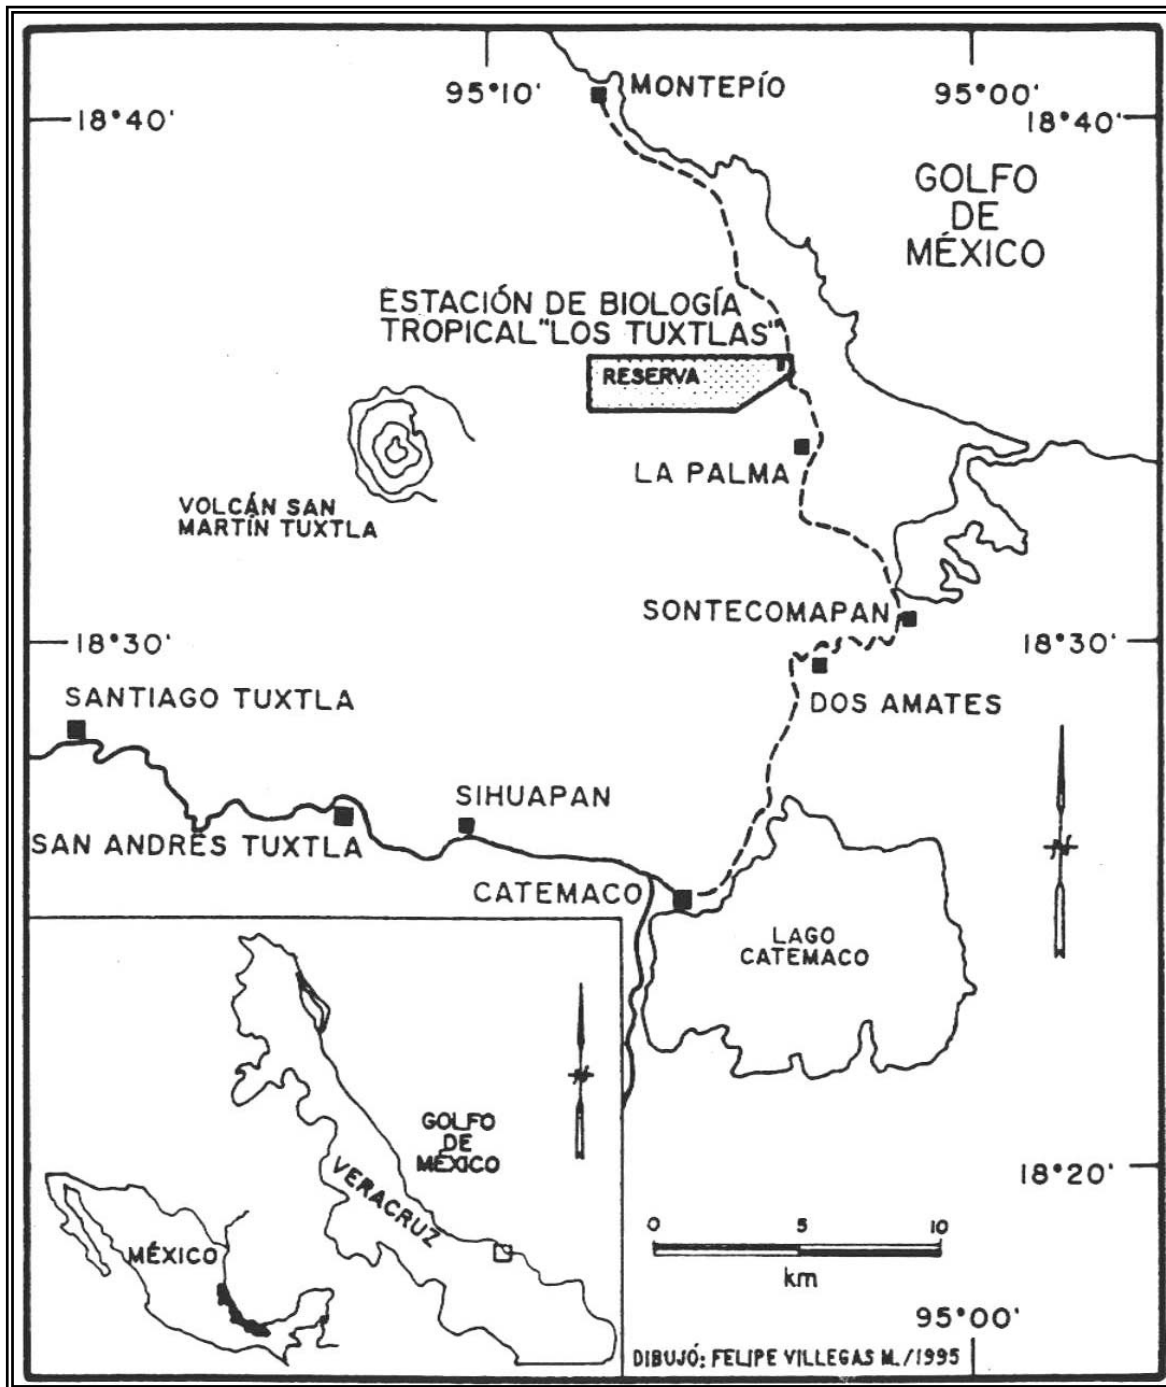 95°10'
MONTEPÍO
95°00'
18°40'
18°40'
GOLFO
DE
MÉXICO
ESTACIÓN DE BIOLOGÍA
TROPICAL "LOS TUXTLAS"
RESERVA
LA PALMA
VOLCÁN SAN
MARTÍN TUXTLA
SONTECOMAPAN
18°30'
18°30'
SANTIAGO TUXTLA
DOS AMATES
SIHUAPAN
SAN ANDRÉS TUXTLA
CATEMACO
N
LAGO
CATEMACO
N
GOLFO
DE
MÉXICO
VERACRUZ
MÉXICO
18°20'
0 5 10
km
95°00'
DIBUJÓ: FELIPE VILLEGAS M./1995